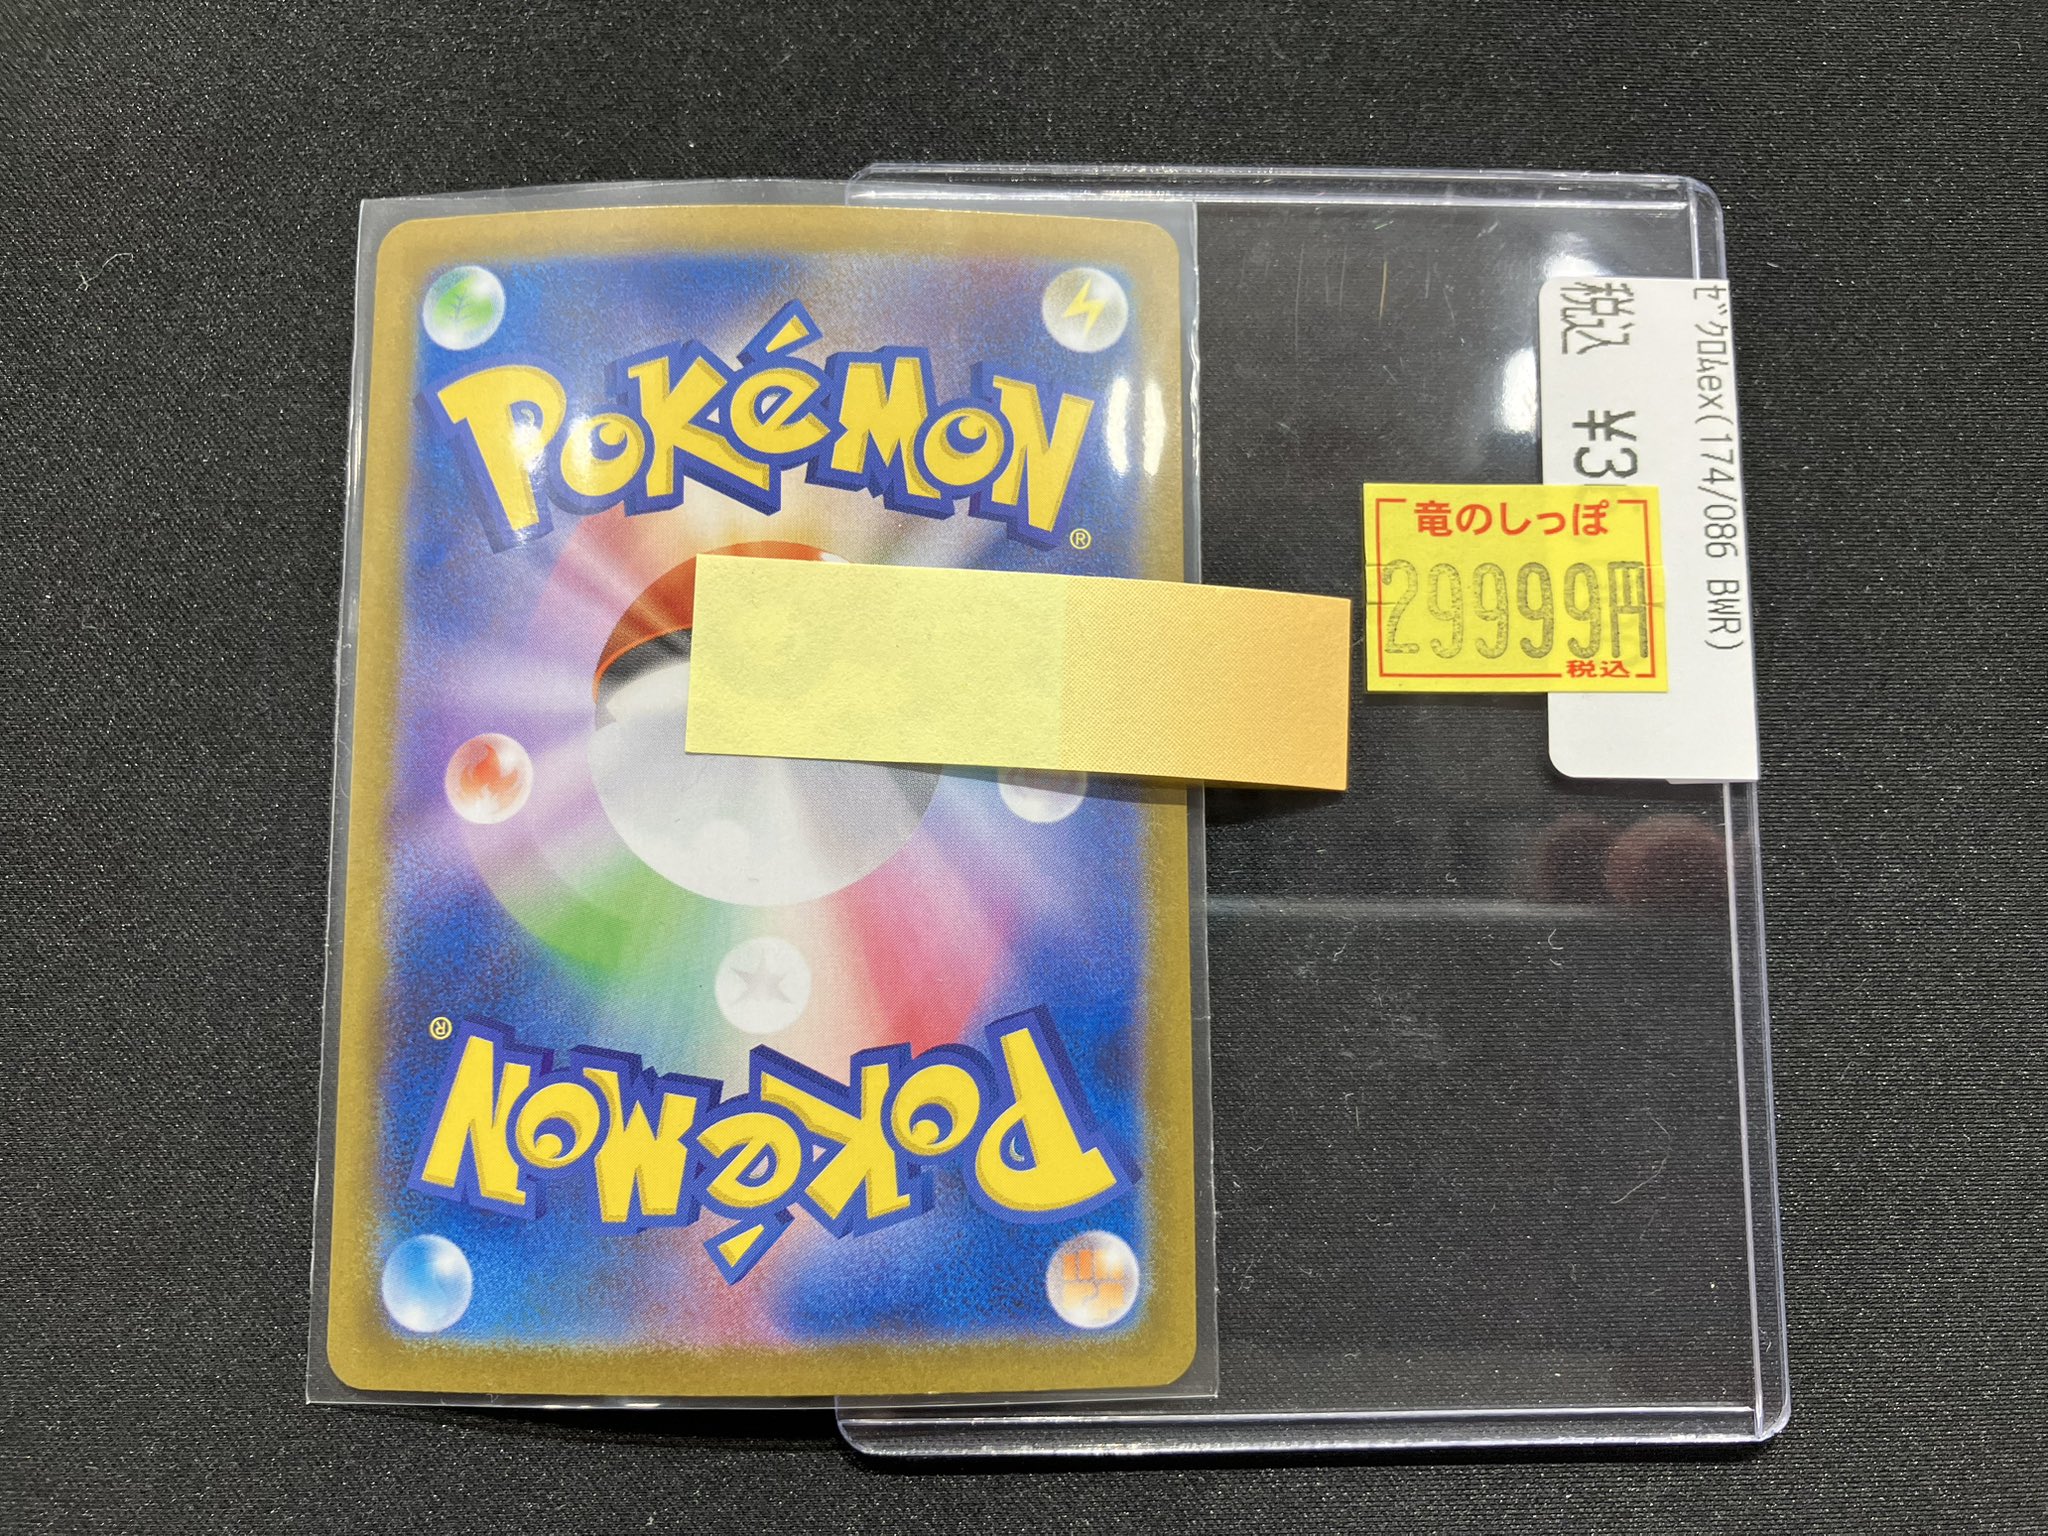 POKéMON
®
POKéMON
®
ｾﾞｸﾛﾑex(174/086 BWR)
税込 ¥3
竜のしっぽ
29999円
税込